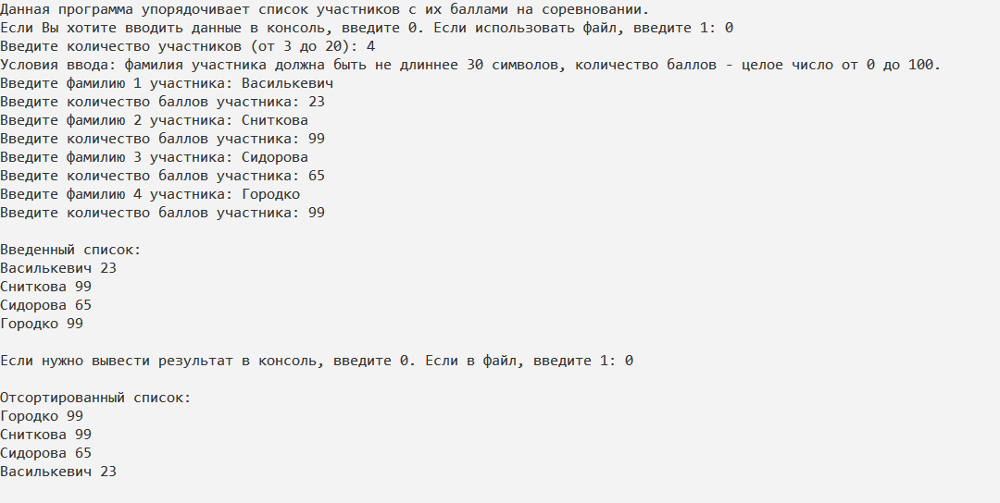 Данная программа упорядочивает список участников с их баллами на соревновании.
Если Вы хотите вводить данные в консоль, введите 0. Если использовать файл, введите 1: 0
Введите количество участников (от 3 до 20): 4
Условия ввода: фамилия участника должна быть не длиннее 30 символов, количество баллов - целое число от 0 до 100.
Введите фамилию 1 участника: Василькевич
Введите количество баллов участника: 23
Введите фамилию 2 участника: Сниткова
Введите количество баллов участника: 99
Введите фамилию 3 участника: Сидорова
Введите количество баллов участника: 65
Введите фамилию 4 участника: Городко
Введите количество баллов участника: 99
Введенный список:
Василькевич 23
Сниткова 99
Сидорова 65
Городко 99
Если нужно вывести результат в консоль, введите 0. Если в файл, введите 1: 0
Отсортированный список:
Городко 99
Сниткова 99
Сидорова 65
Василькевич 23